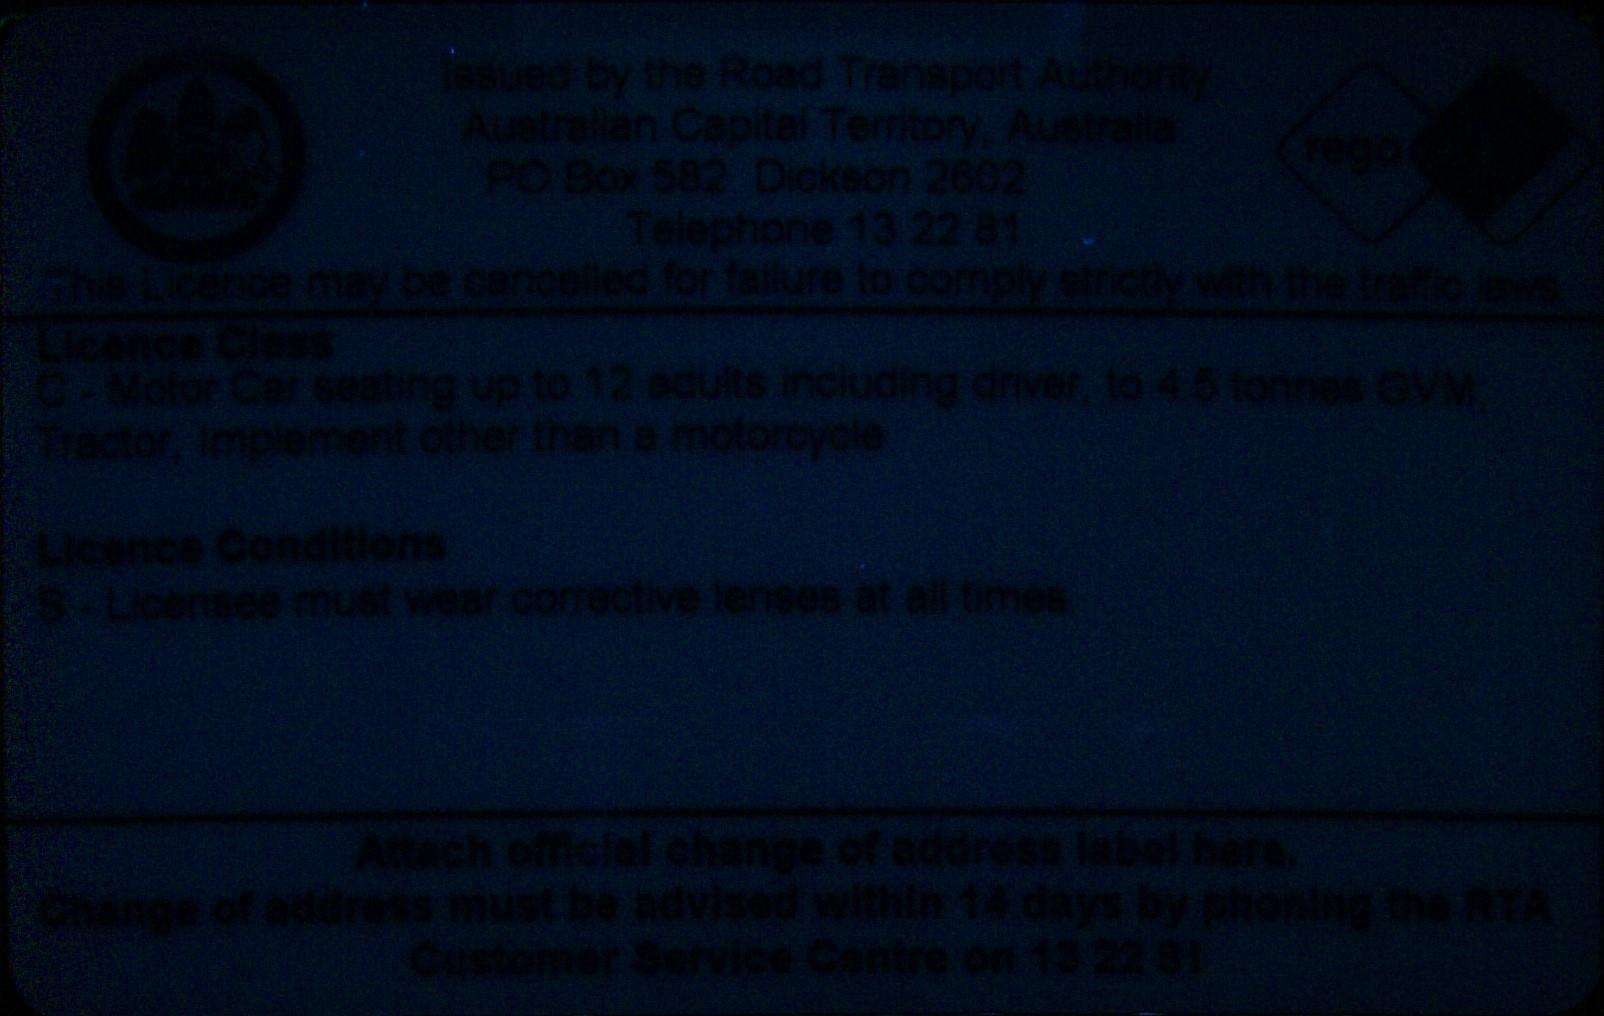 Issued by the Road Transport Authority
Australian Capital Territory, Australia
PO Box 582 Dickson 2602
Telephone 13 22 81
rego
This Licence may be cancelled for failure to comply strictly with the traffic laws.
Licence Class
C - Motor Car seating up to 12 adults including driver, to 4.5 tonnes GVM;
Tractor, Implement other than a motorcycle
Licence Conditions
S - Licensee must wear corrective lenses at all times.
Attach official change of address label here.
Change of address must be advised within 14 days by phoning the RTA
Customer Service Centre on 13 22 81